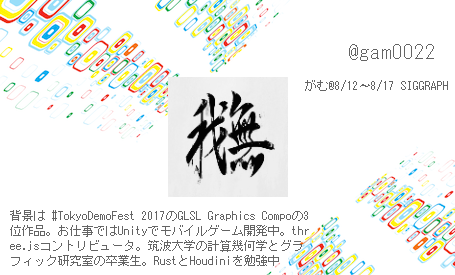 @gam0022
がむ@8/12～8/17 SIGGRAPH
我無
背景は #TokyoDemoFest 2017のGLSL Graphics Compoの3
位作品。お仕事ではUnityでモバイルゲーム開発中。thr
ee.jsコントリビュータ。筑波大学の計算幾何学とグラ
フィック研究室の卒業生。RustとHoudiniを勉強中